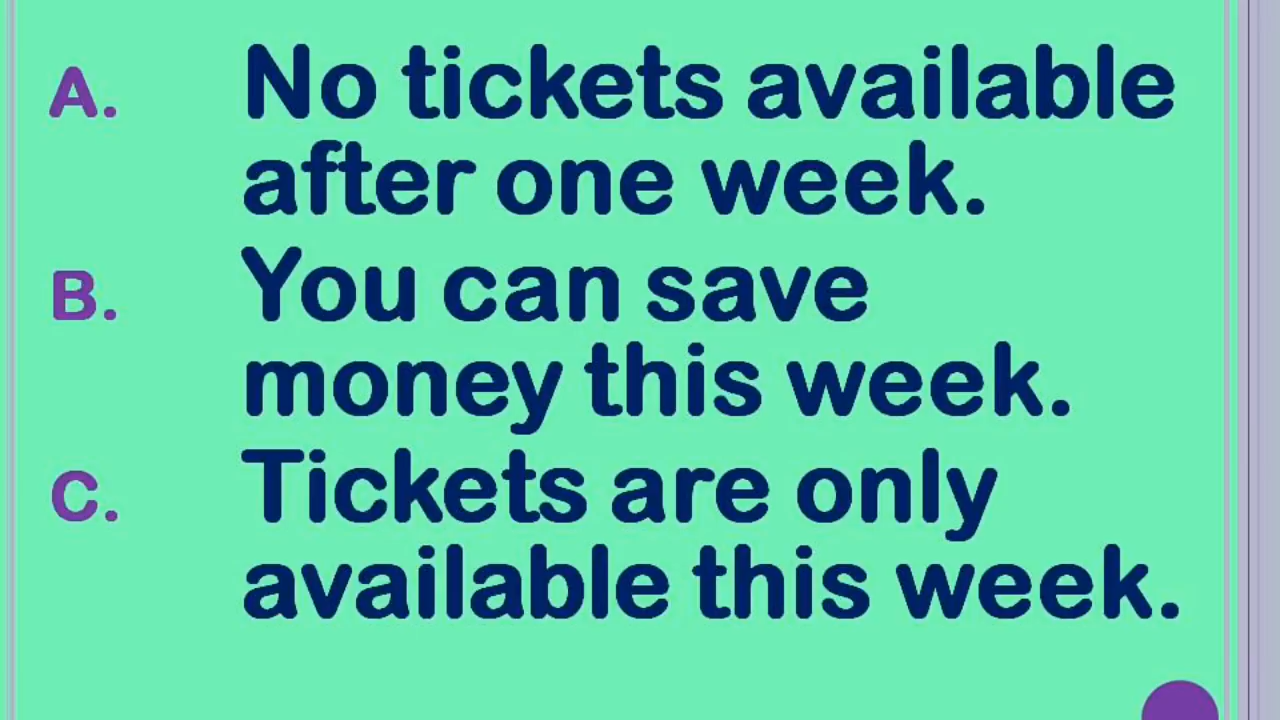 A. No tickets available
after one week.
B. You can save
money this week.
C. Tickets are only
available this week.